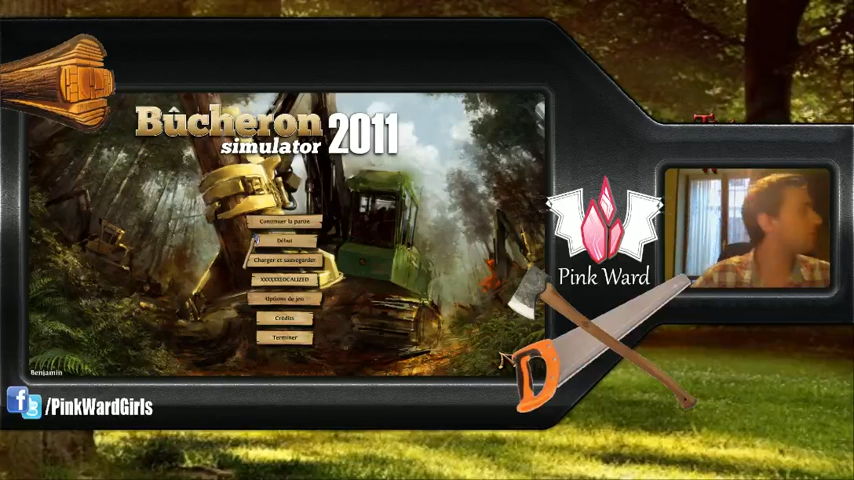 Bûcheron
simulator 2011
Continuer la partie
Début
Charger et sauvegarder
Options de jeu
Crédits
Terminer
Benjamin
Pink Ward
/PinkWardGirls